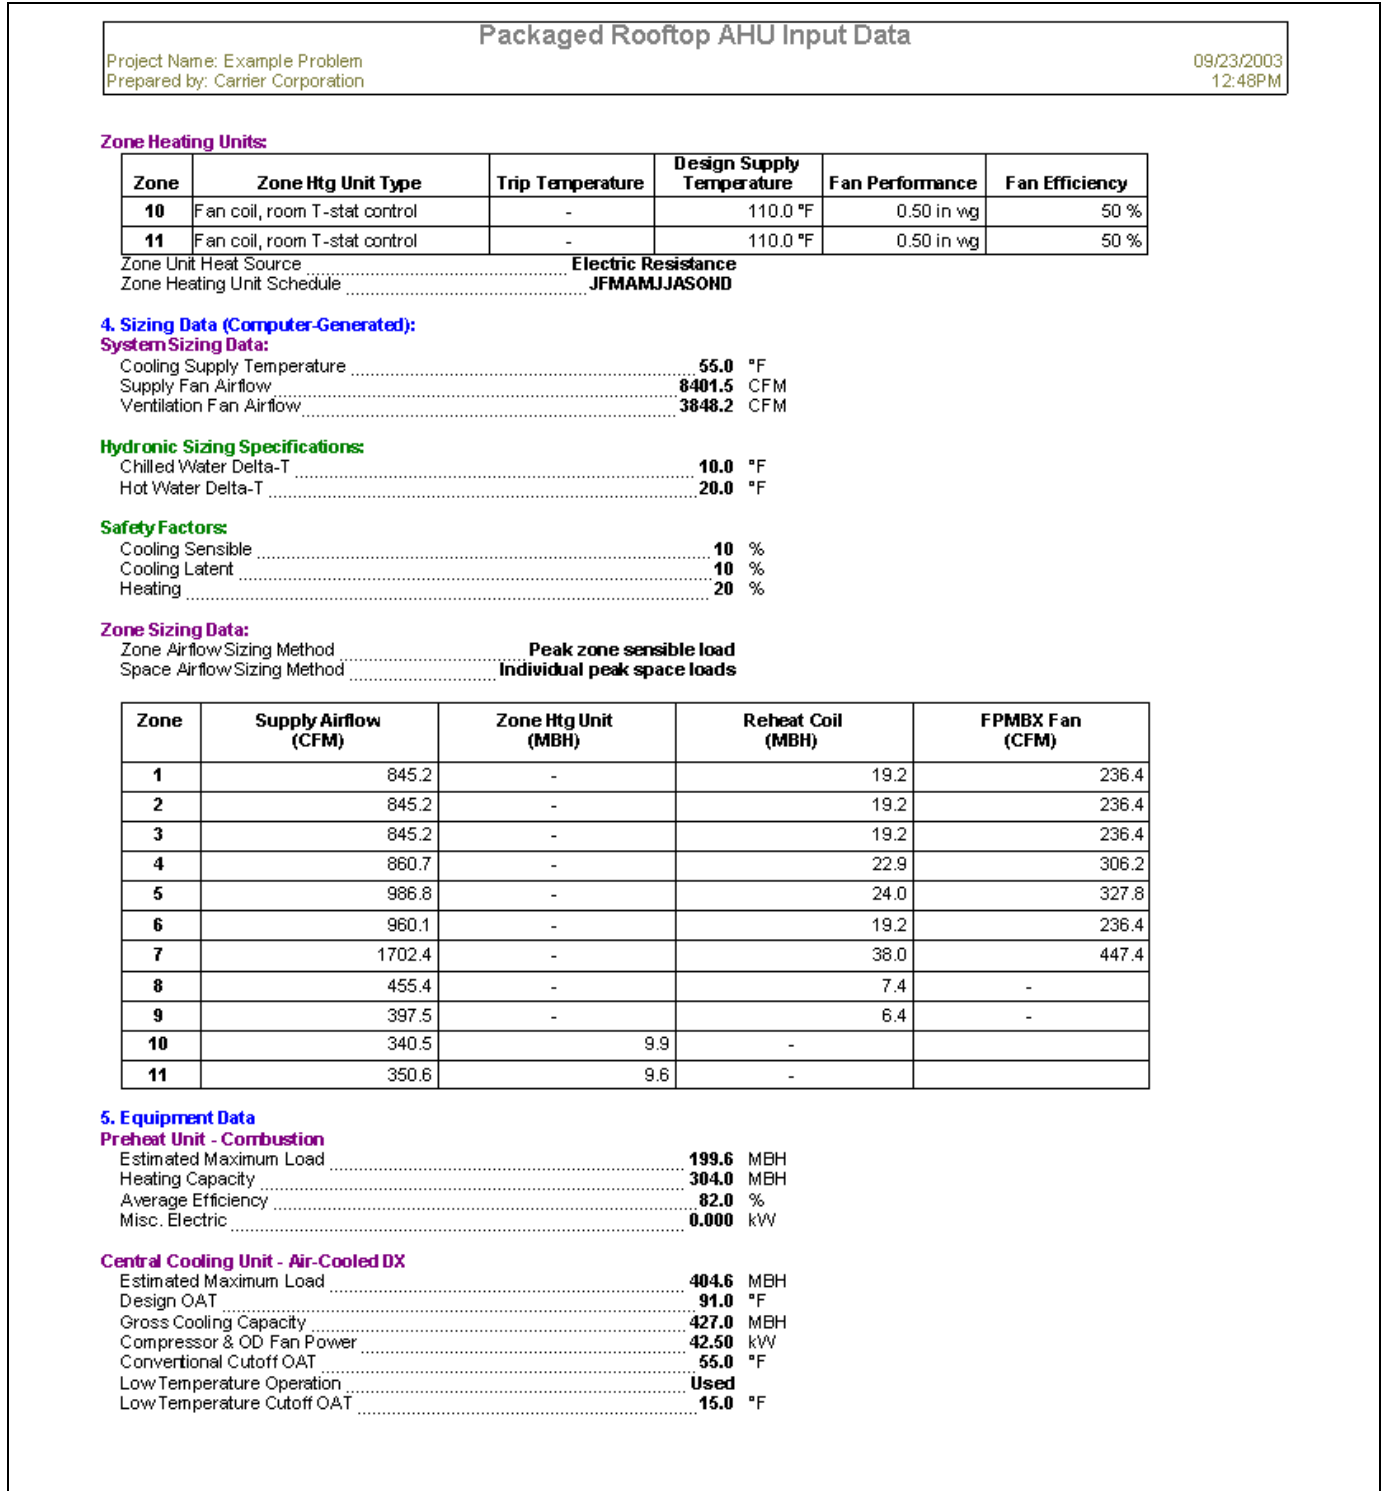 Packaged Rooftop AHU Input Data
Project Name: Example Problem 09/23/2003
Prepared by: Carrier Corporation 12:48PM
Zone Heating Units:
Zone Zone Htg Unit Type Trip Temperature Design Supply Temperature Fan Performance Fan Efficiency
10 Fan coil, room T-stat control - 110.0 °F 0.50 in wg 50 %
11 Fan coil, room T-stat control - 110.0 °F 0.50 in wg 50 %
Zone Unit Heat Source Electric Resistance
Zone Heating Unit Schedule JFMAMJJASOND
4. Sizing Data (Computer-Generated):
System Sizing Data:
Cooling Supply Temperature 55.0 °F
Supply Fan Airflow 8401.5 CFM
Ventilation Fan Airflow 3848.2 CFM
Hydronic Sizing Specifications:
Chilled Water Delta-T 10.0 °F
Hot Water Delta-T 20.0 °F
Safety Factors:
Cooling Sensible 10 %
Cooling Latent 10 %
Heating 20 %
Zone Sizing Data:
Zone Airflow Sizing Method Peak zone sensible load
Space Airflow Sizing Method Individual peak space loads
Zone Supply Airflow (CFM) Zone Htg Unit (MBH) Reheat Coil (MBH) FPMBX Fan (CFM)
1 845.2 - 19.2 236.4
2 845.2 - 19.2 236.4
3 845.2 - 19.2 236.4
4 860.7 - 22.9 306.2
5 986.8 - 24.0 327.8
6 960.1 - 19.2 236.4
7 1702.4 - 38.0 447.4
8 455.4 - 7.4 -
9 397.5 - 6.4 -
10 340.5 9.9 -
11 350.6 9.6 -
5. Equipment Data
Preheat Unit - Combustion
Estimated Maximum Load 199.6 MBH
Heating Capacity 304.0 MBH
Average Efficiency 82.0 %
Misc. Electric 0.000 kW
Central Cooling Unit - Air-Cooled DX
Estimated Maximum Load 404.6 MBH
Design OAT 91.0 °F
Gross Cooling Capacity 427.0 MBH
Compressor & OD Fan Power 42.50 kW
Conventional Cutoff OAT 55.0 °F
Low Temperature Operation Used
Low Temperature Cutoff OAT 15.0 °F